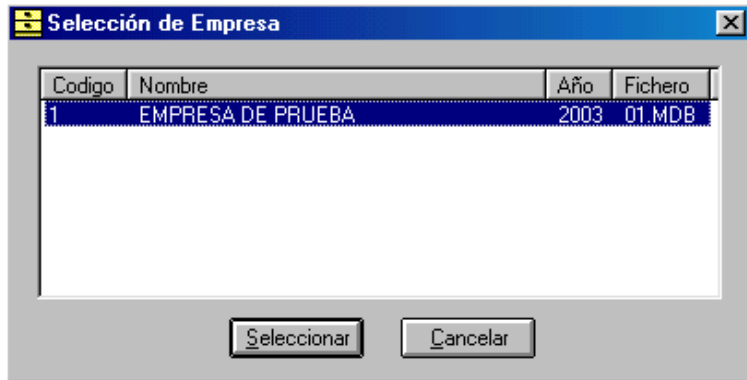 Selección de Empresa
Codigo Nombre Año Fichero
1 EMPRESA DE PRUEBA 2003 01.MDB
Seleccionar Cancelar